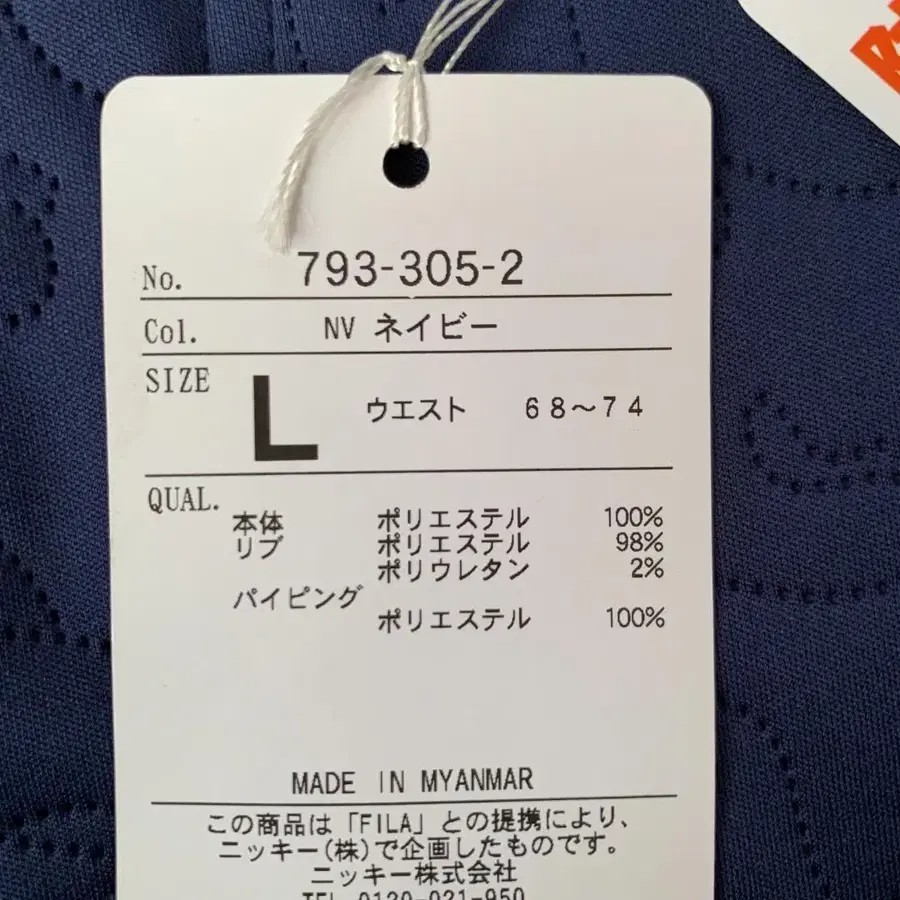 No. 793-305-2
Col. NV ネイビー
SIZE L ウエスト 68~74
QUAL.
本体 ポリエステル 100%
リブ ポリエステル 98%
ポリウレタン 2%
パイピング
ポリエステル 100%
MADE IN MYANMAR
この商品は「FILA」との提携により、
ニッキー(株)で企画したものです。
ニッキー株式会社
TEL 0120-021-950